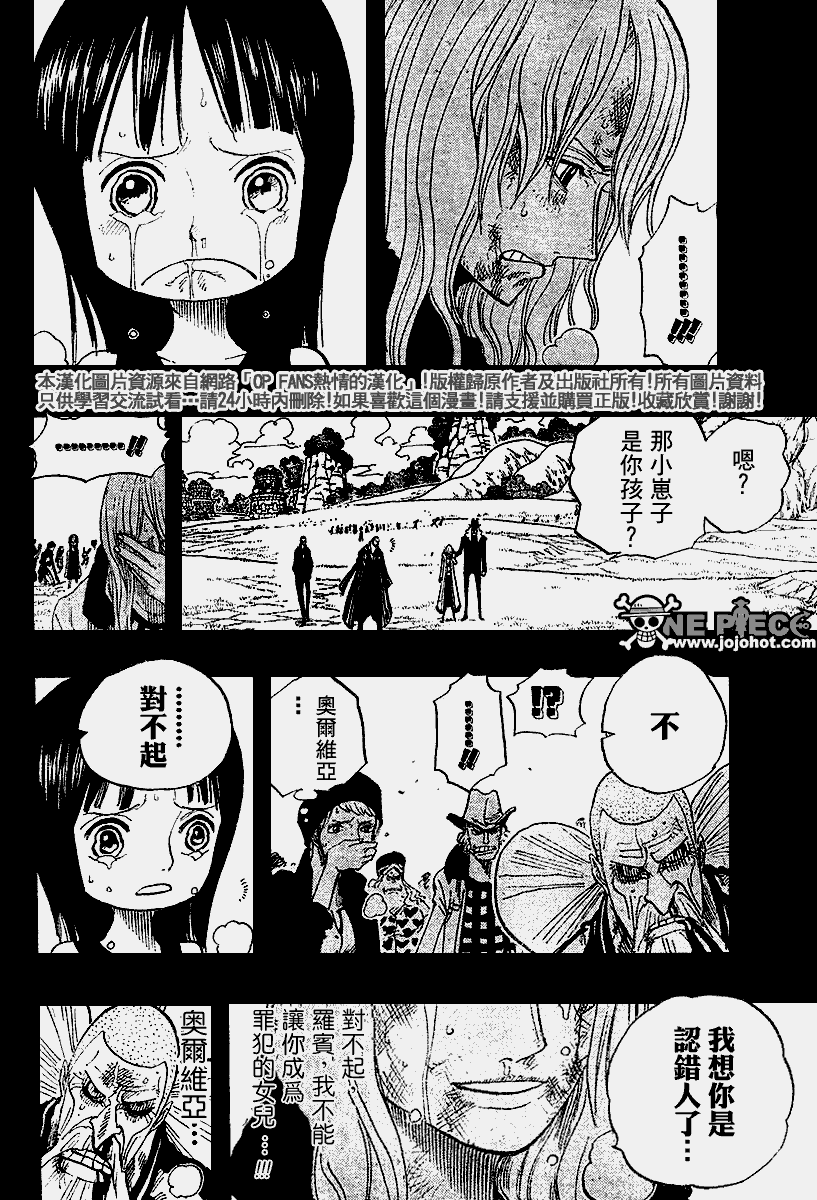 ………!!!
本漢化圖片資源來自網路「OP FANS熱情的漢化」!版權歸原作者及出版社所有!所有圖片資料
只供學習交流試看…請24小時內刪除!如果喜歡這個漫畫!請支援並購買正版!收藏欣賞!謝謝!
嗯?
那小崽子
是你孩子?
………!!
ONE PIECE
www.jojohot.com
不
!?
………!!
奧爾維亞
…
………
對不起
我想你是
認錯人了…
對不起,
羅賓,我不能
讓你成爲
罪犯的女兒…!!!
奧爾維亞…